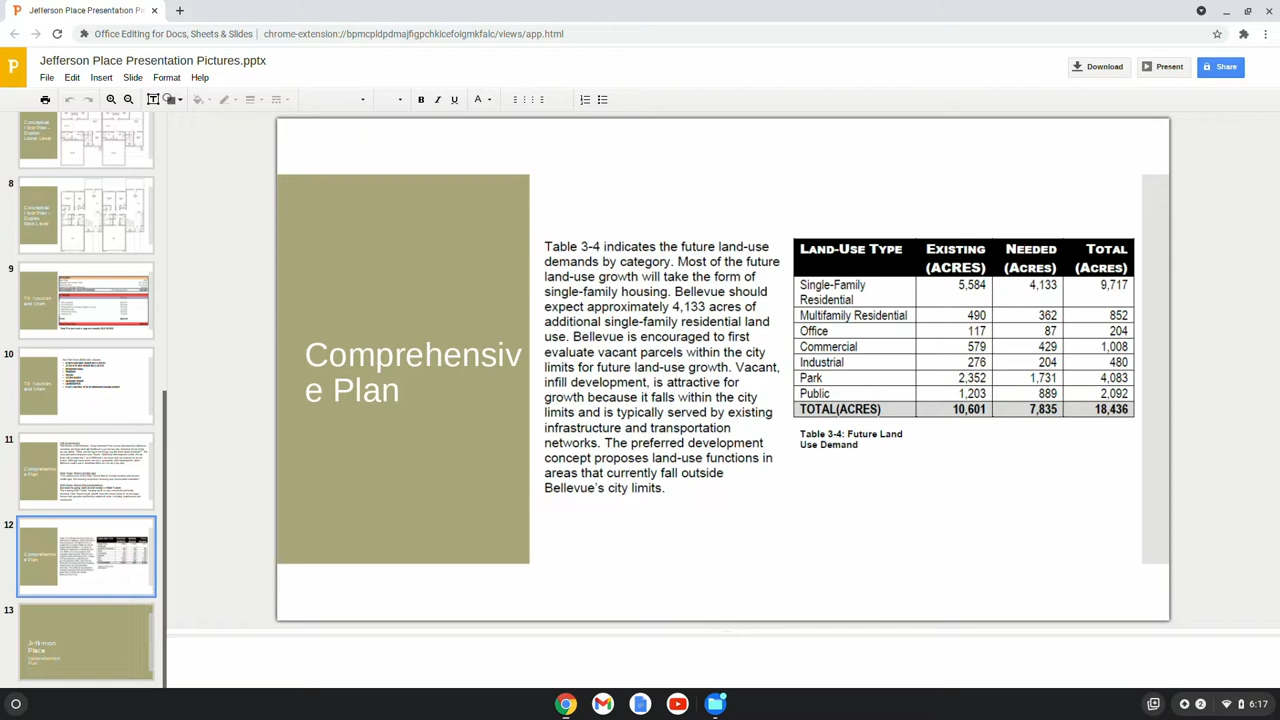 Jefferson Place Presentation Pi
Office Editing for Docs, Sheets & Slides
chrome-extension://bpmcpldpdmajfigpchkicefoigmkfalc/views/app.html
Jefferson Place Presentation Pictures.pptx
File Edit Insert Slide Format Help
Download
Present
Share
B I U A
8
9
10
11
12
13
Comprehensiv
e Plan
Table 3-4 indicates the future land-use
demands by category. Most of the future
land-use growth will take the form of
single-family housing. Bellevue should
expect approximately 4,133 acres of
additional single-family residential land
use. Bellevue is encouraged to first
evaluate vacant parcels within the city
limits for future land-use growth. Vacant,
infill development, is attractive for
growth because it falls within the city
limits and is typically served by existing
infrastructure and transportation
networks. The preferred development
concept proposes land-use functions in
areas that currently fall outside
Bellevue's city limits.
LAND-USE TYPE EXISTING (ACRES) NEEDED (ACRES) TOTAL (ACRES)
Single-Family Residential 5,584 4,133 9,717
Multifamily Residential 490 362 852
Office 117 87 204
Commercial 579 429 1,008
Industrial 276 204 480
Park 2,352 1,731 4,083
Public 1,203 889 2,092
TOTAL(ACRES) 10,601 7,835 18,436
Table 3-4: Future Land
Use Demand
Jefferson
Place
2
6:17